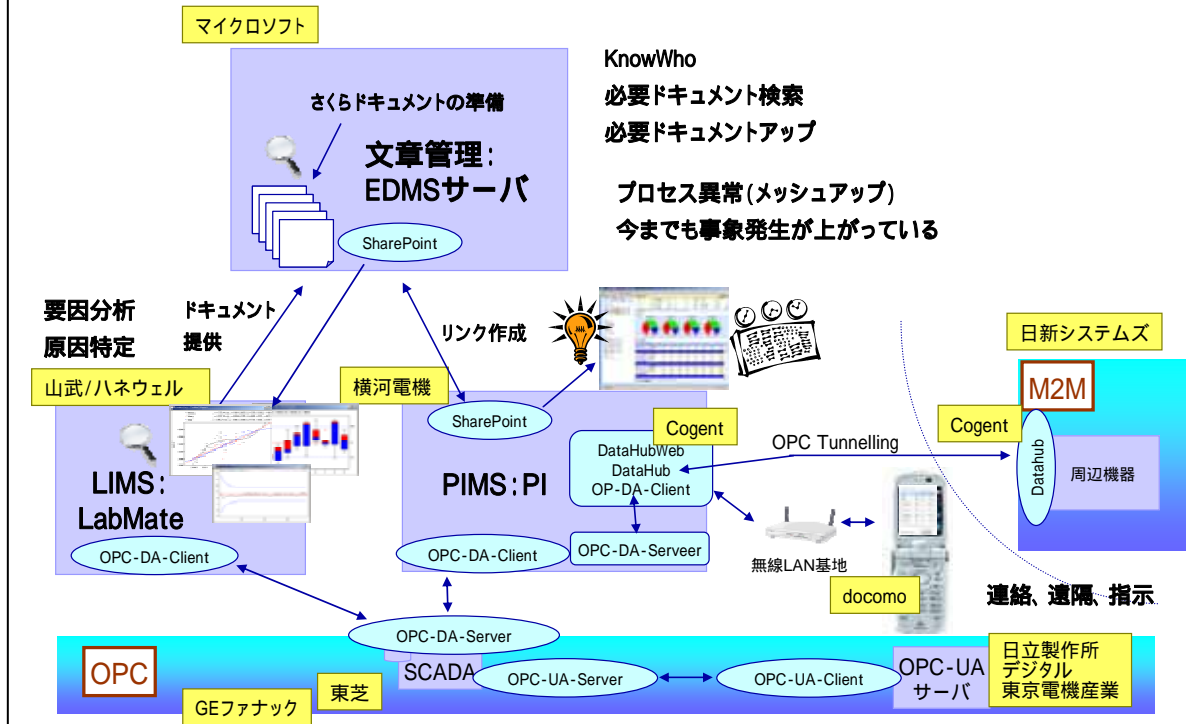 マイクロソフト
さくらドキュメントの準備
文章管理：
EDMSサーバ
SharePoint
KnowWho
必要ドキュメント検索
必要ドキュメントアップ
プロセス異常(メッシュアップ)
今までも事象発生が上がっている
要因分析
原因特定
ドキュメント
提供
リンク作成
日新システムズ
山武/ハネウェル
横河電機
M2M
SharePoint
Cogent
Cogent
OPC Tunnelling
DataHubWeb
DataHub
OP-DA-Client
Datahub
周辺機器
LIMS：
LabMate
PIMS：PI
OPC-DA-Client
OPC-DA-Client
OPC-DA-Serveer
無線LAN基地
docomo
連絡、遠隔、指示
OPC-DA-Server
OPC
SCADA
OPC-UA-Server
OPC-UA-Client
OPC-UA
サーバ
日立製作所
デジタル
東京電機産業
東芝
GEファナック